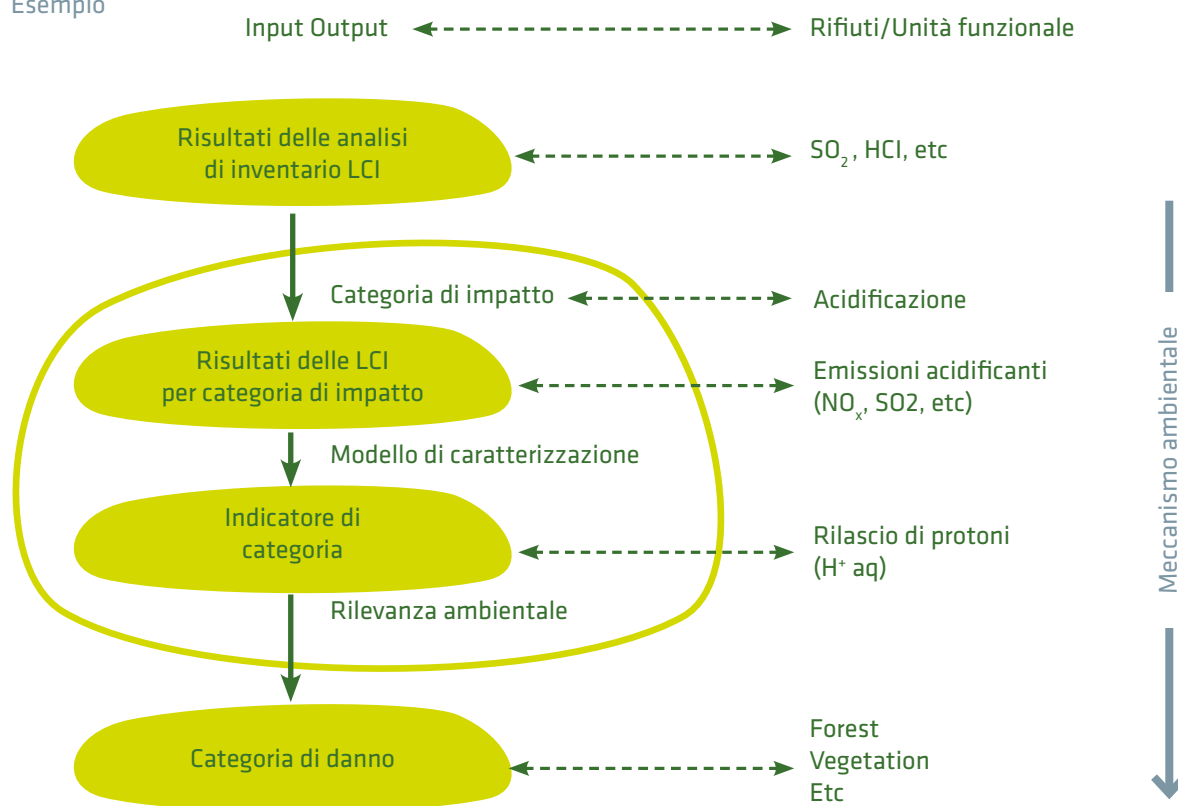 Esempio
Input Output
Rifiuti/Unità funzionale
Risultati delle analisi
di inventario LCI
SO₂, HCI, etc
Categoria di impatto
Acidificazione
Risultati delle LCI
per categoria di impatto
Emissioni acidificanti
(NOₓ, SO2, etc)
Modello di caratterizzazione
Indicatore di
categoria
Rilascio di protoni
(H⁺ aq)
Rilevanza ambientale
Categoria di danno
Forest
Vegetation
Etc
Meccanismo ambientale